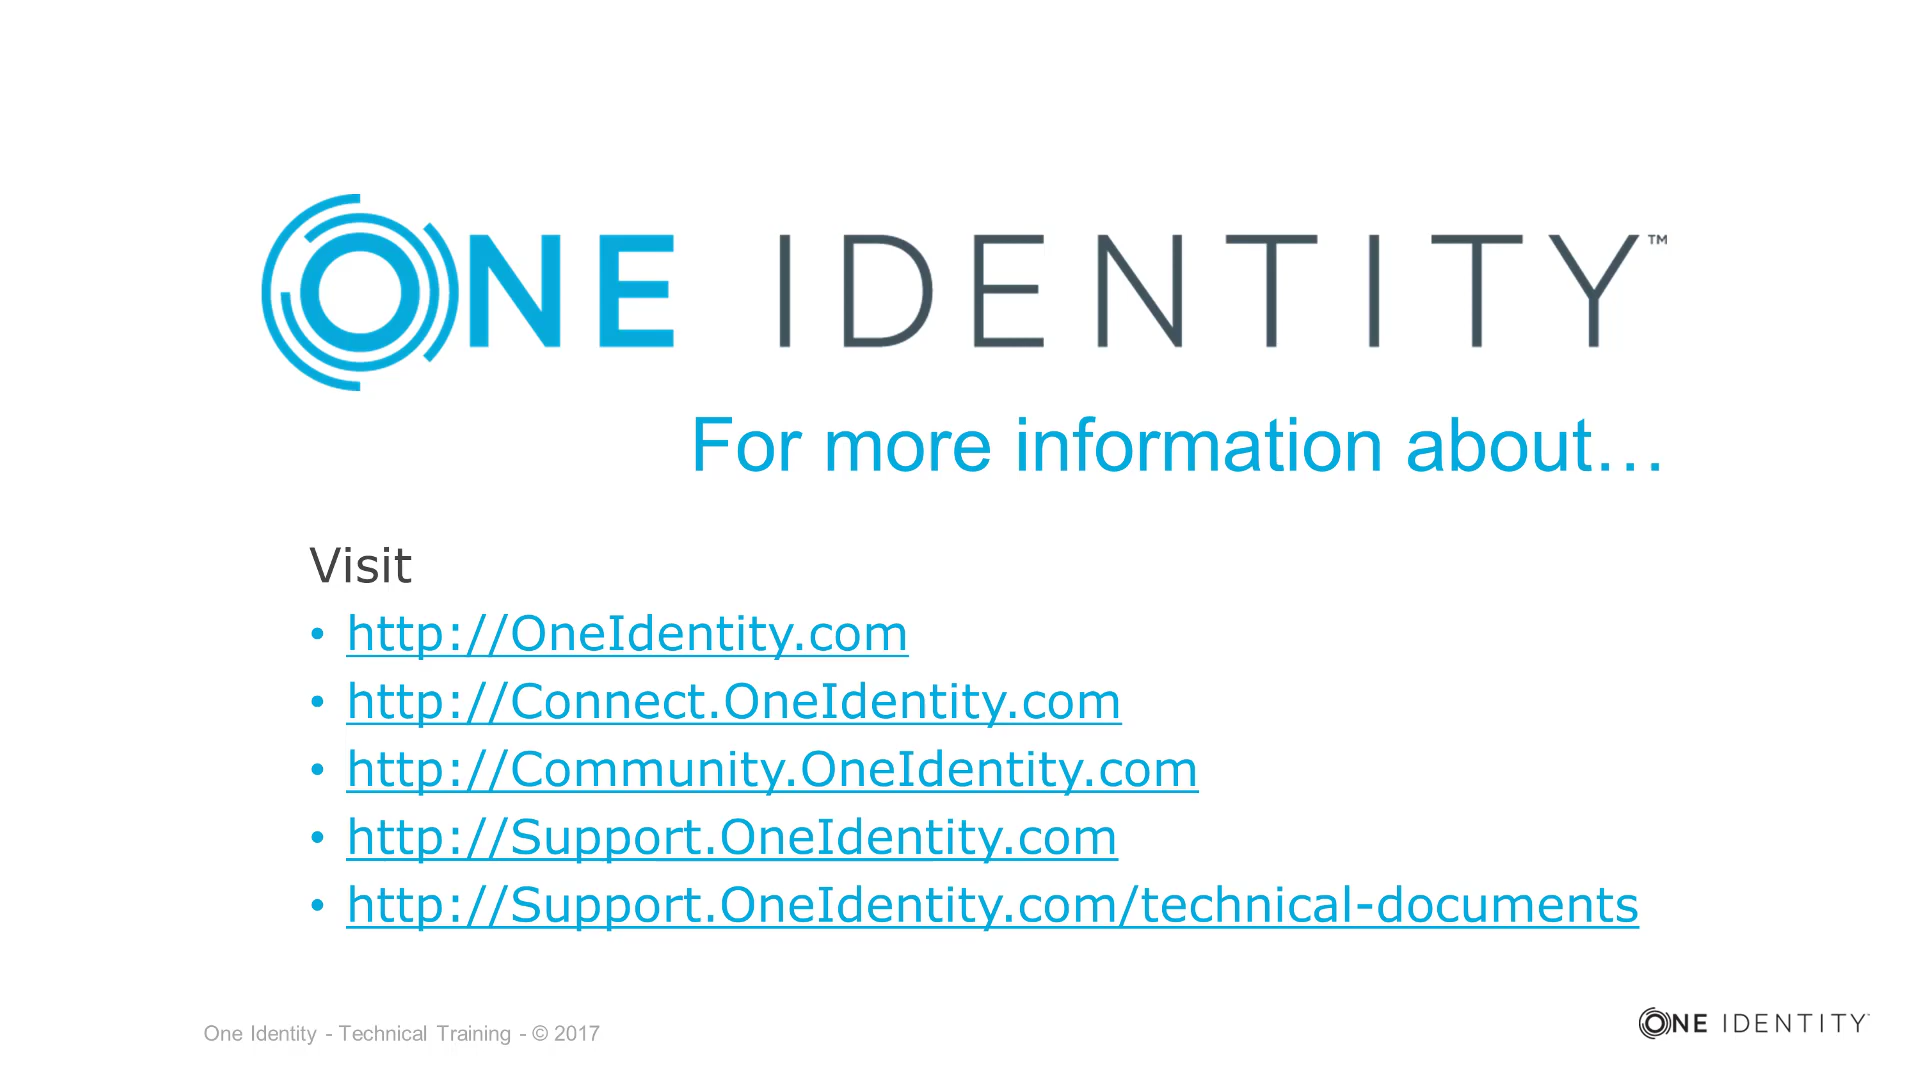 ONE IDENTITY™
For more information about…
Visit
• http://OneIdentity.com
• http://Connect.OneIdentity.com
• http://Community.OneIdentity.com
• http://Support.OneIdentity.com
• http://Support.OneIdentity.com/technical-documents
One Identity - Technical Training - © 2017
ONE IDENTITY